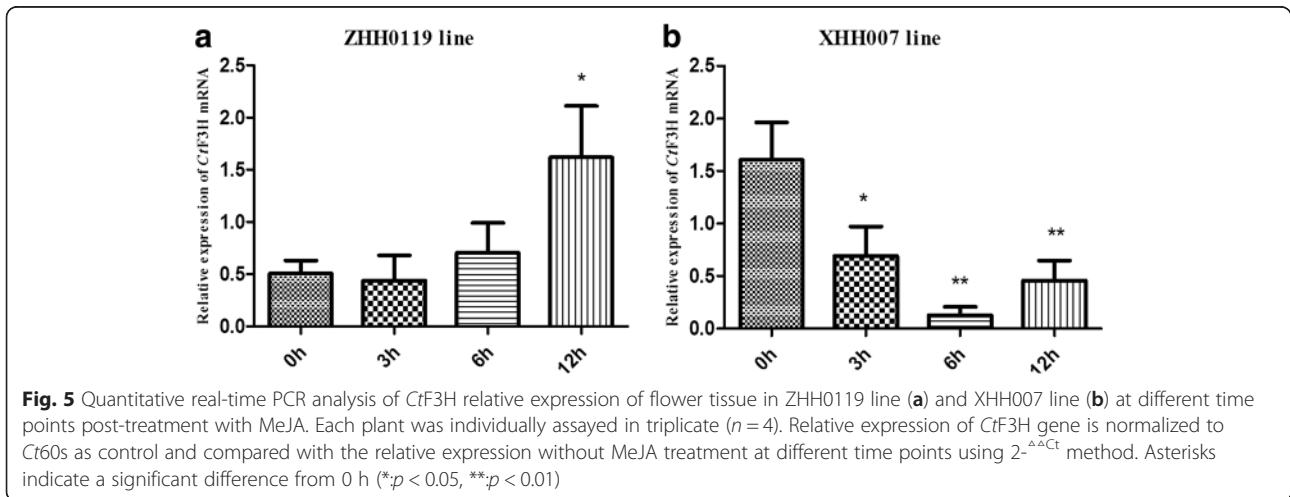 a ZHH0119 line
Relative expression of CtF3H mRNA
2.5
2.0
1.5
1.0
0.5
0.0
*
0h 3h 6h 12h
b XHH007 line
Relative expression of CtF3H mRNA
2.5
2.0
1.5
1.0
0.5
0.0
* ** **
0h 3h 6h 12h
Fig. 5 Quantitative real-time PCR analysis of CtF3H relative expression of flower tissue in ZHH0119 line (a) and XHH007 line (b) at different time
points post-treatment with MeJA. Each plant was individually assayed in triplicate (n = 4). Relative expression of CtF3H gene is normalized to
Ct60s as control and compared with the relative expression without MeJA treatment at different time points using 2-△△Ct method. Asterisks
indicate a significant difference from 0 h (*:p < 0.05, **:p < 0.01)